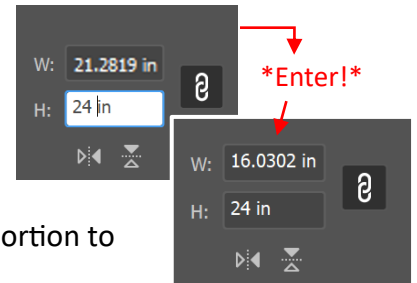 W: 21.2819 in
H: 24 in
*Enter!*
W: 16.0302 in
H: 24 in
ortion to